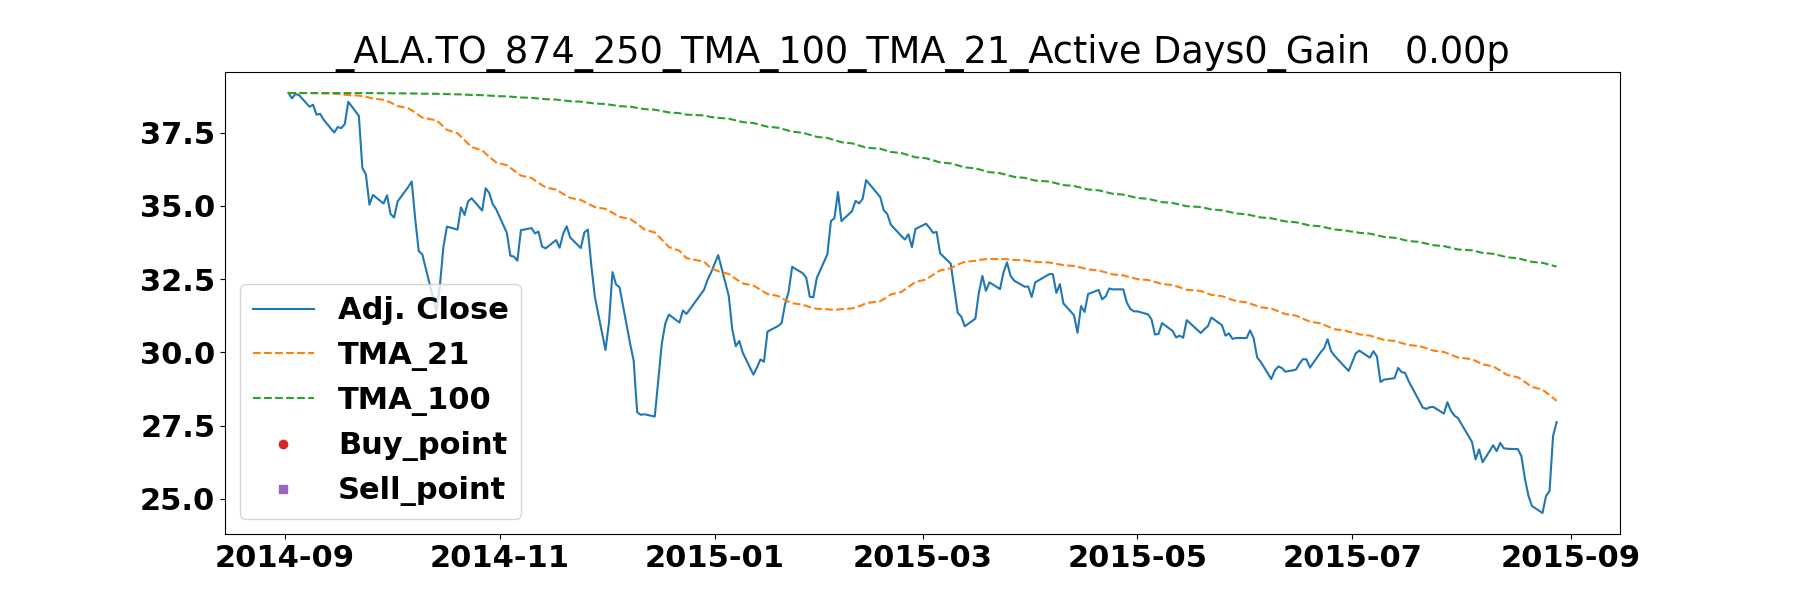 _ALA.TO_874_250_TMA_100_TMA_21_Active Days0_Gain   0.00p
37.5
35.0
32.5
30.0
27.5
25.0
Adj. Close
TMA_21
TMA_100
Buy_point
Sell_point
2014-09 2014-11 2015-01 2015-03 2015-05 2015-07 2015-09